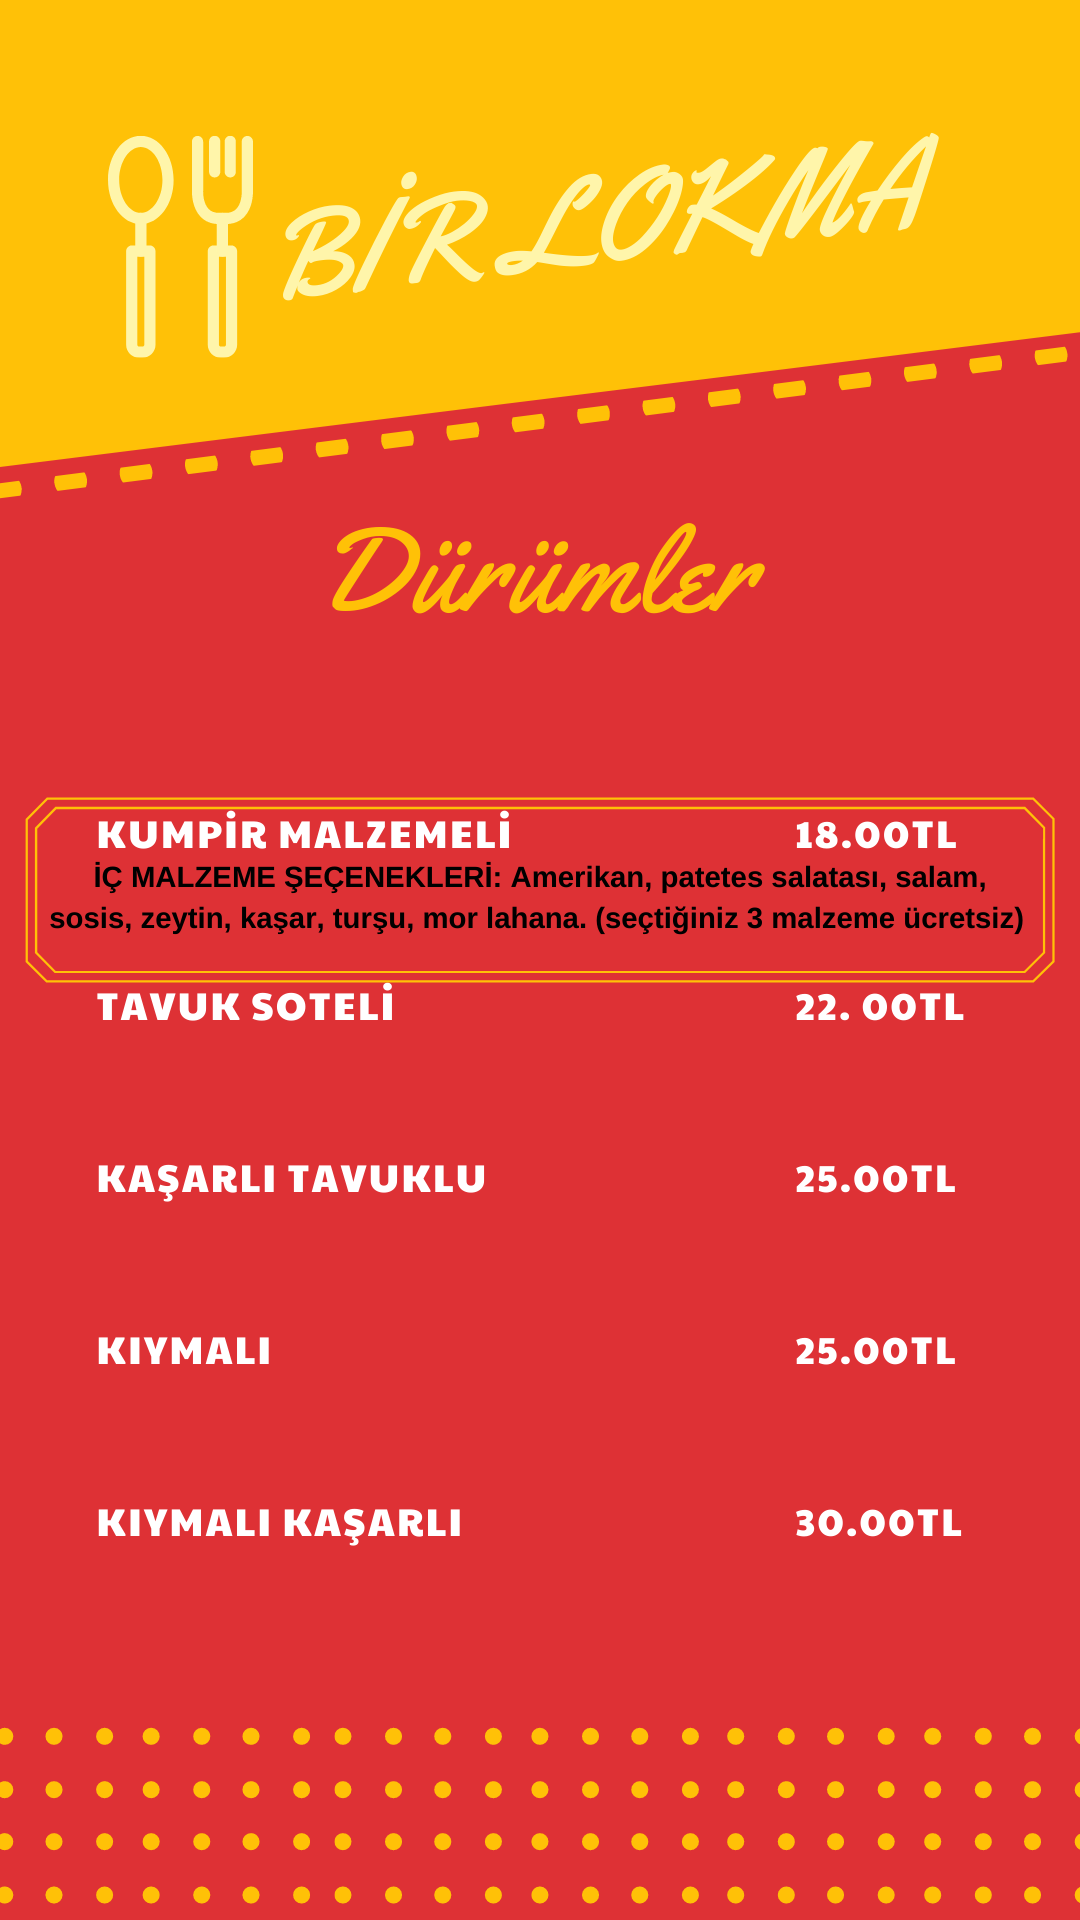 BİR LOKMA
Dürümler
KUMPİR MALZEMELİ 18.00TL
İÇ MALZEME ŞEÇENEKLERİ: Amerikan, patetes salatası, salam,
sosis, zeytin, kaşar, turşu, mor lahana. (seçtiğiniz 3 malzeme ücretsiz)
TAVUK SOTELİ 22. 00TL
KAŞARLI TAVUKLU 25.00TL
KIYMALI 25.00TL
KIYMALI KAŞARLI 30.00TL